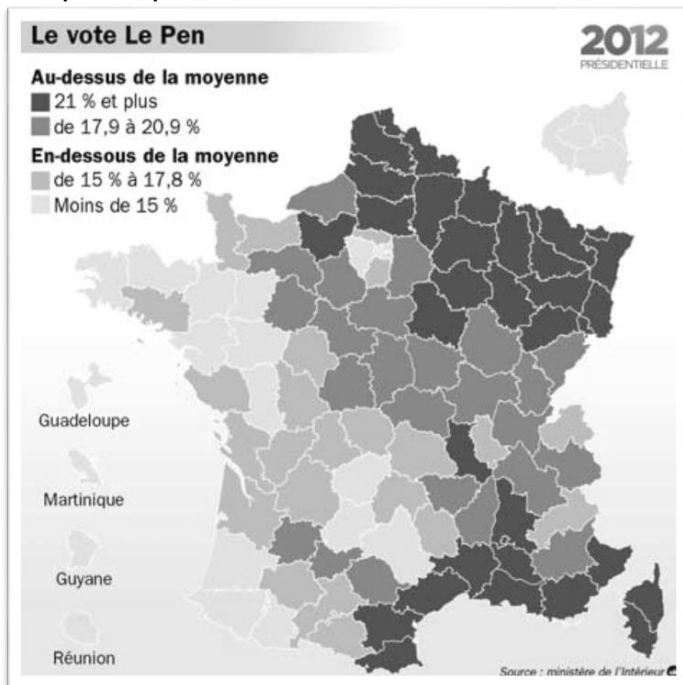 Le vote Le Pen
2012
PRÉSIDENTIELLE
Au-dessus de la moyenne
21 % et plus
de 17,9 à 20,9 %
En-dessous de la moyenne
de 15 % à 17,8 %
Moins de 15 %
Guadeloupe
Martinique
Guyane
Réunion
Source : ministère de l'Intérieur